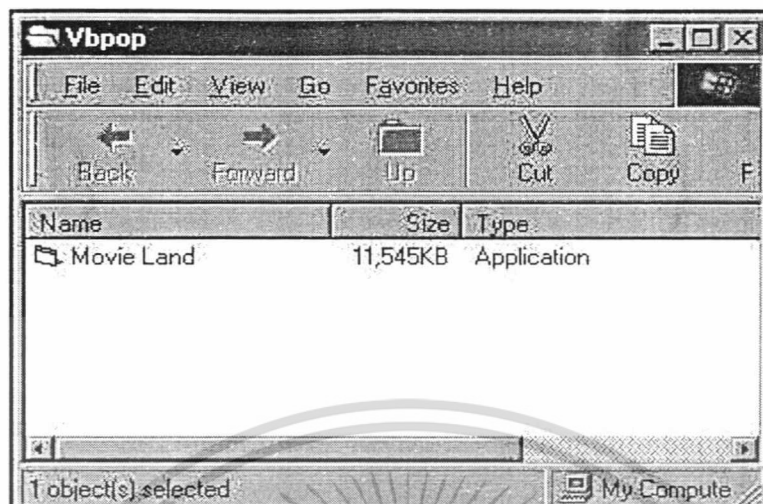 Vbpop
File Edit View Go Favorites Help
Back Forward Up Cut Copy F
Name Size Type
Movie Land 11,545KB Application
1 object(s) selected My Compute